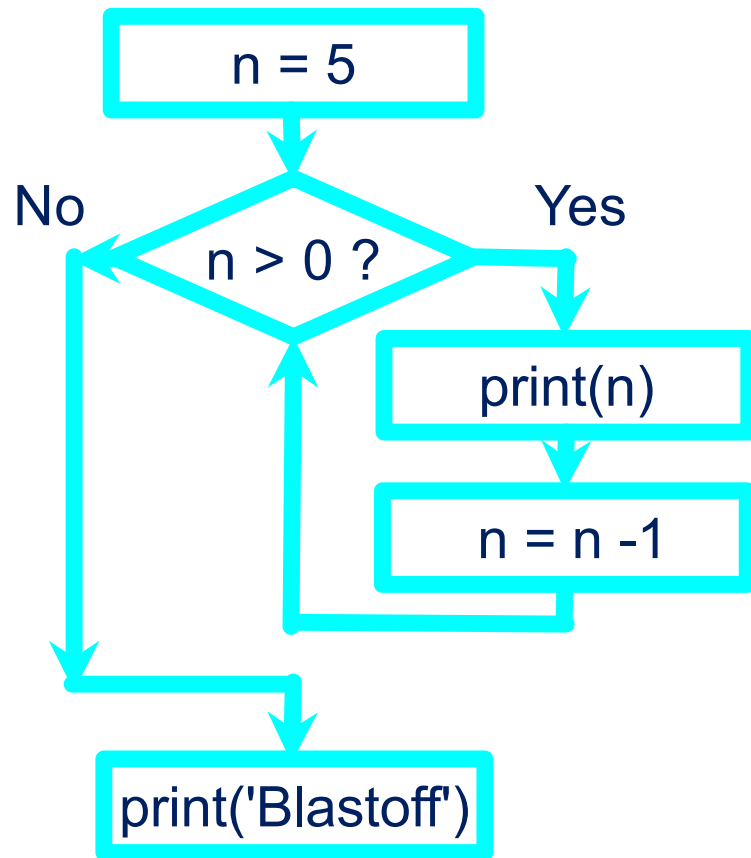 n = 5
No
Yes
n > 0 ?
print(n)
n = n -1
print('Blastoff')